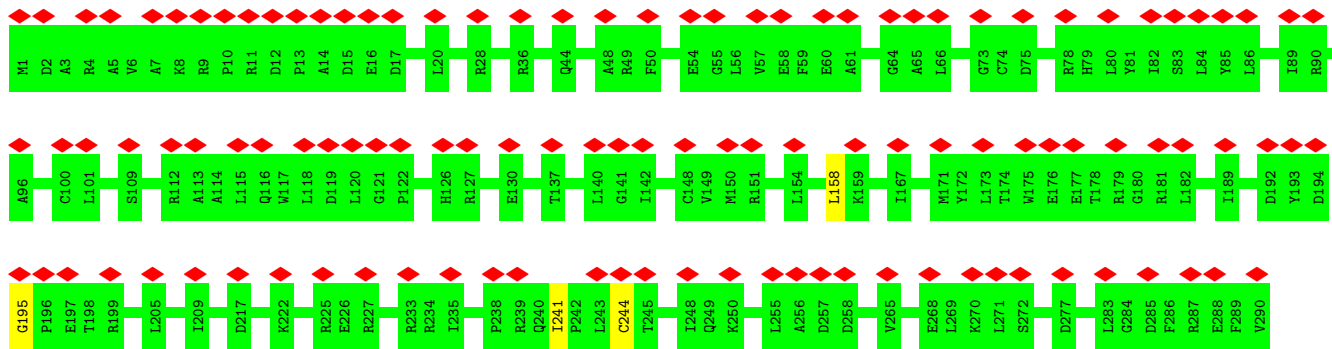 M1 D2 A3 R4 A5 V6 A7 K8 R9 P10 R11 D12 P13 A14 D15 E16 D17 L20 R28 R36 Q44 A48 R49 F50 E54 G55 L56 V57 E58 F59 E60 A61 G64 A65 L66 G73 C74 D75 R78 H79 L80 Y81 I82 S83 L84 Y85 L86 I89 R90
A96 C100 L101 S109 R112 A113 A114 L115 Q116 W117 L118 D119 L120 G121 P122 H126 R127 E130 T137 L140 G141 I142 C148 V149 M150 R151 L154 L158 K159 I167 M171 Y172 L173 T174 W175 E176 E177 T178 R179 G180 R181 L182 I189 D192 Y193 D194
G195 P196 E197 T198 R199 L205 I209 D217 K222 R225 E226 R227 R233 R234 I235 P238 R239 Q240 I241 P242 L243 C244 T245 I248 Q249 K250 L255 A256 D257 D258 V265 E268 L269 K270 L271 S272 D277 L283 G284 D285 F286 R287 E288 F289 V290